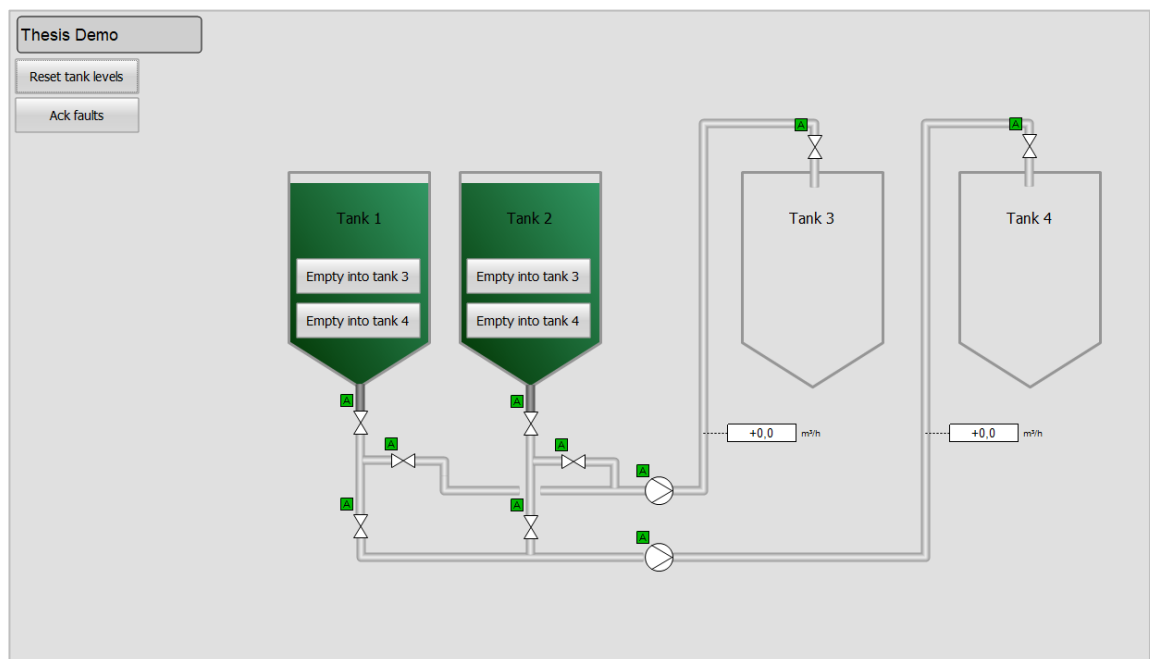 Thesis Demo
Reset tank levels
Ack faults
A
A
Tank 1
Tank 2
Tank 3
Tank 4
Empty into tank 3
Empty into tank 3
Empty into tank 4
Empty into tank 4
A
A
+0,0 m³/h
+0,0 m³/h
A
A
A
A
A
A